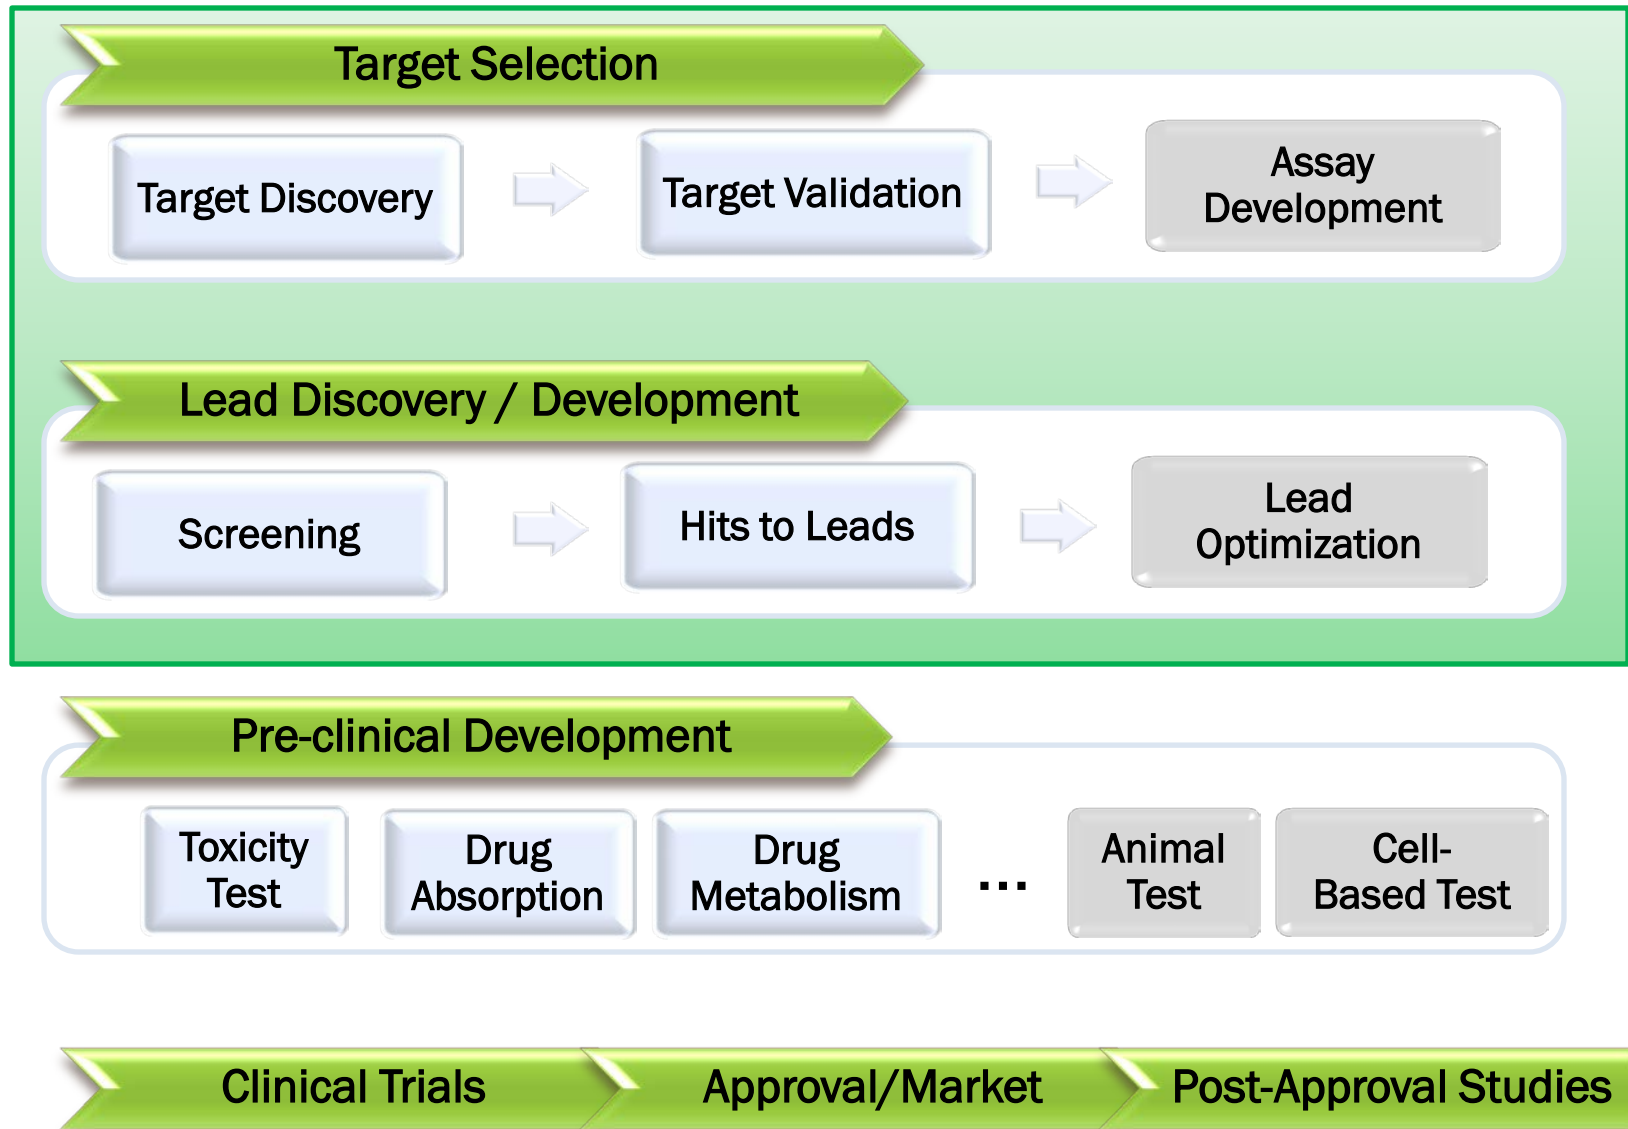 Target Selection
Target Discovery
Target Validation
Assay
Development
Lead Discovery / Development
Screening
Hits to Leads
Lead
Optimization
Pre-clinical Development
Toxicity
Test
Drug
Absorption
Drug
Metabolism
...
Animal
Test
Cell-
Based Test
Clinical Trials
Approval/Market
Post-Approval Studies